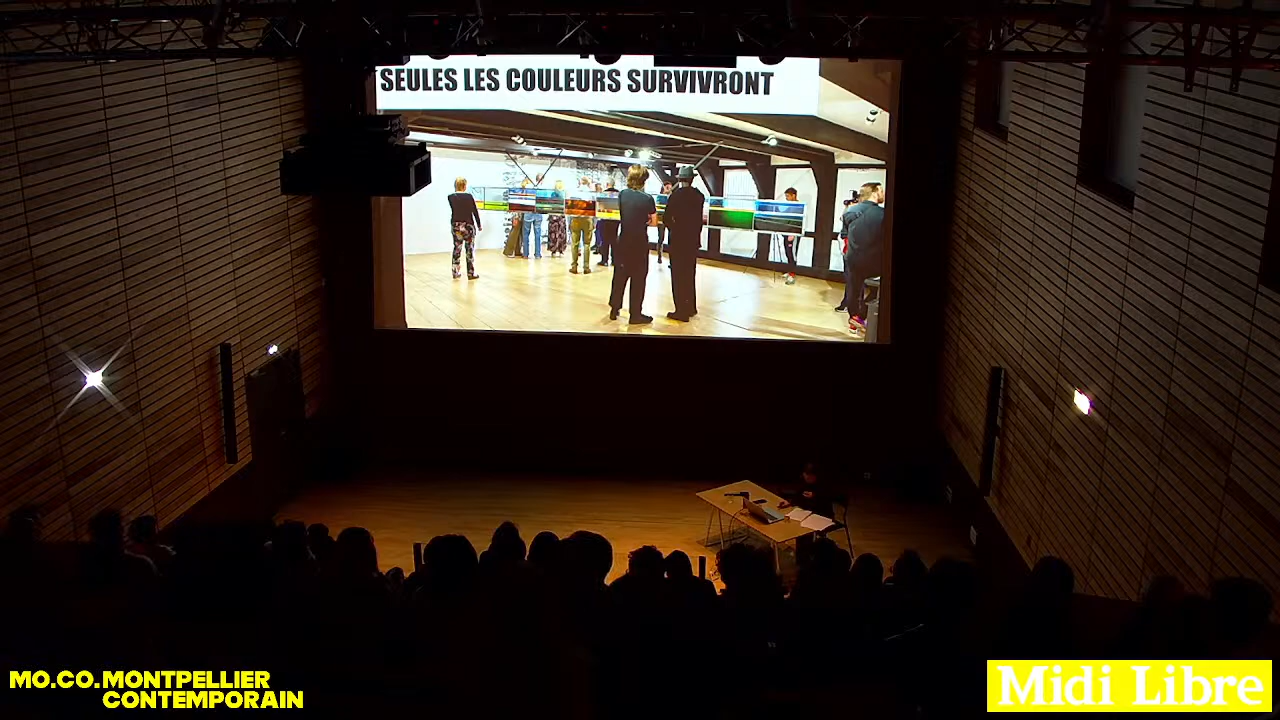 SEULES LES COULEURS SURVIVRONT
MO.CO.MONTPELLIER
CONTEMPORAIN
Midi Libre